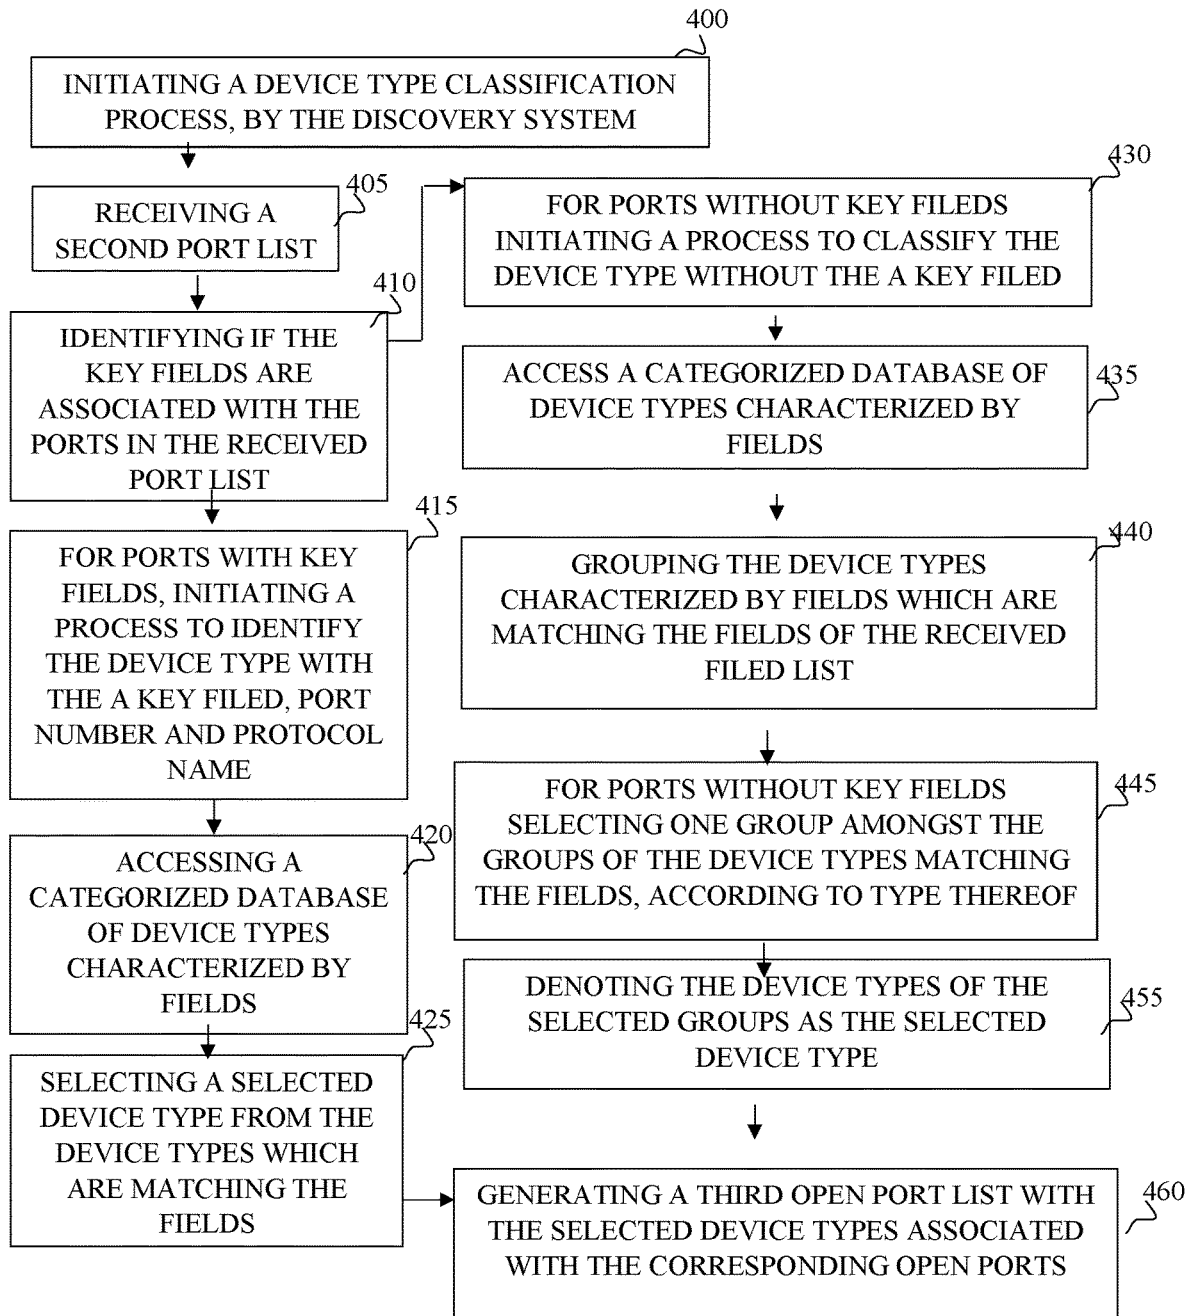 400
INITIATING A DEVICE TYPE CLASSIFICATION
PROCESS, BY THE DISCOVERY SYSTEM
405
RECEIVING A
SECOND PORT LIST
410
IDENTIFYING IF THE
KEY FIELDS ARE
ASSOCIATED WITH THE
PORTS IN THE RECEIVED
PORT LIST
415
FOR PORTS WITH KEY
FIELDS, INITIATING A
PROCESS TO IDENTIFY
THE DEVICE TYPE WITH
THE A KEY FILED, PORT
NUMBER AND PROTOCOL
NAME
420
ACCESSING A
CATEGORIZED DATABASE
OF DEVICE TYPES
CHARACTERIZED BY
FIELDS
425
SELECTING A SELECTED
DEVICE TYPE FROM THE
DEVICE TYPES WHICH
ARE MATCHING THE
FIELDS
430
FOR PORTS WITHOUT KEY FILEDS
INITIATING A PROCESS TO CLASSIFY THE
DEVICE TYPE WITHOUT THE A KEY FILED
435
ACCESS A CATEGORIZED DATABASE OF
DEVICE TYPES CHARACTERIZED BY
FIELDS
440
GROUPING THE DEVICE TYPES
CHARACTERIZED BY FIELDS WHICH ARE
MATCHING THE FIELDS OF THE RECEIVED
FILED LIST
445
FOR PORTS WITHOUT KEY FIELDS
SELECTING ONE GROUP AMONGST THE
GROUPS OF THE DEVICE TYPES MATCHING
THE FIELDS, ACCORDING TO TYPE THEREOF
455
DENOTING THE DEVICE TYPES OF THE
SELECTED GROUPS AS THE SELECTED
DEVICE TYPE
460
GENERATING A THIRD OPEN PORT LIST WITH
THE SELECTED DEVICE TYPES ASSOCIATED
WITH THE CORRESPONDING OPEN PORTS